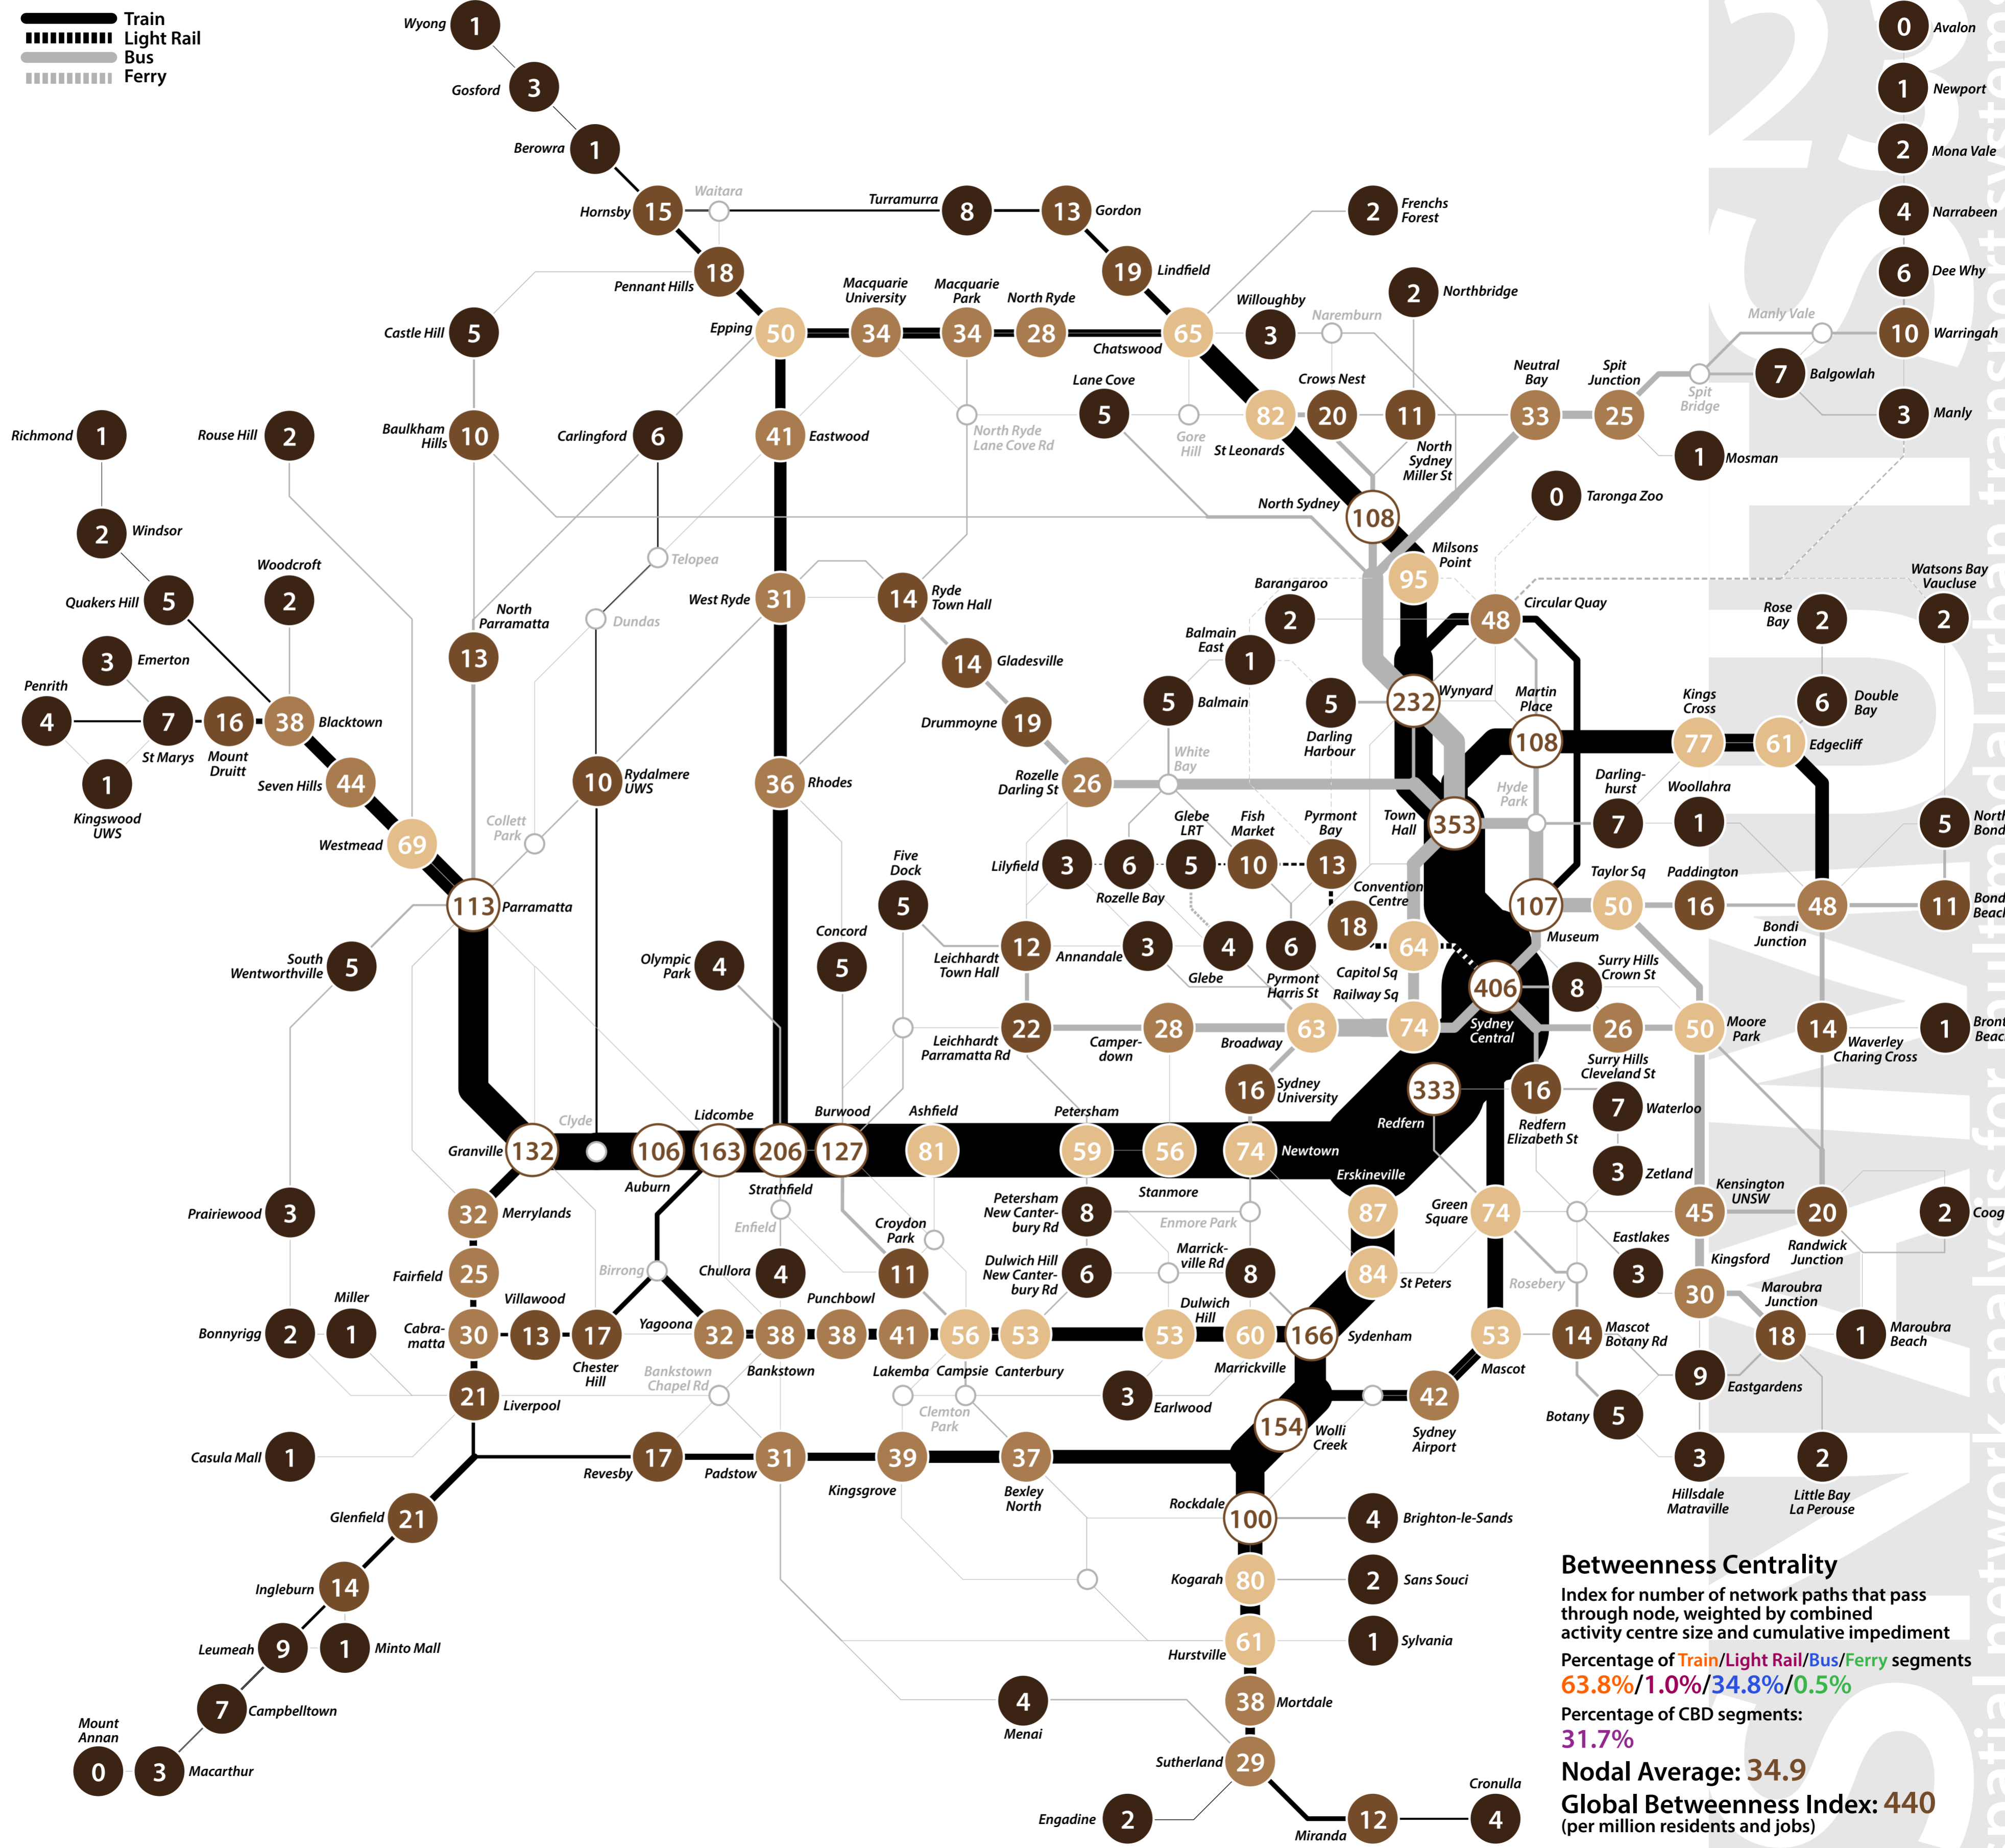 Train
Light Rail
Bus
Ferry
Wyong
1
Gosford
3
Berowra
1
Hornsby
15
Waitara
Turramurra
8
13
Gordon
Pennant Hills
18
19
Lindfield
Frenchs
Forest
2
Northbridge
2
Avalon
0
Newport
1
Mona Vale
2
Narrabeen
4
Dee Why
6
Warringah
10
Manly Vale
Balgowlah
7
Manly
3
Spit
Bridge
Castle Hill
5
Epping
50
Macquarie
University
34
Macquarie
Park
34
North Ryde
28
Chatswood
65
Willoughby
3
Naremburn
Lane Cove
5
Gore
Hill
St Leonards
82
Crows Nest
20
11
North
Sydney
Miller St
Neutral
Bay
33
Spit
Junction
25
Mosman
1
Taronga Zoo
0
Richmond
1
Rouse Hill
2
Baulkham
Hills
10
Carlingford
6
Eastwood
41
North Ryde
Lane Cove Rd
North Sydney
108
Milsons
Point
95
Windsor
2
Quakers Hill
5
Woodcroft
2
Telopea
Dundas
North
Parramatta
13
West Ryde
31
Ryde
Town Hall
14
Gladesville
14
Drummoyne
19
Barangaroo
2
Balmain
East
1
Balmain
5
Circular Quay
48
Rose
Bay
2
Watsons Bay
Vaucluse
2
Emerton
3
Penrith
4
St Marys
7
Mount
Druitt
16
Blacktown
38
Kingswood
UWS
1
Seven Hills
44
Westmead
69
Rydalmere
UWS
10
Collett
Park
Rhodes
36
Rozelle
Darling St
26
White
Bay
Darling
Harbour
5
Wynyard
232
Martin
Place
108
Kings
Cross
77
Double
Bay
6
Edgecliff
61
Hyde
Park
Darling-
hurst
7
Woollahra
1
North
Bond
5
Town
Hall
353
Lilyfield
3
Rozelle Bay
6
Glebe
LRT
5
Fish
Market
10
Pyrmont
Bay
13
Convention
Centre
18
Parramatta
113
Five
Dock
5
Concord
5
Olympic
Park
4
South
Wentworthville
5
Leichhardt
Town Hall
12
Annandale
3
Glebe
4
Pyrmont
Harris St
6
Capitol Sq
64
Museum
107
Taylor Sq
50
Paddington
16
Bondi
Junction
48
Bond
Beach
11
Sydney
Central
406
Surry Hills
Crown St
8
Railway Sq
74
Leichhardt
Parramatta Rd
22
Camper-
down
28
Broadway
63
Surry Hills
Cleveland St
26
Moore
Park
50
Waverley
Charing Cross
14
Bront
Beac
1
Sydney
University
16
Redfern
333
Redfern
Elizabeth St
16
Waterloo
7
Zetland
3
Granville
132
Clyde
Auburn
106
Lidcombe
163
Strathfield
206
Burwood
127
Ashfield
81
Petersham
59
Stanmore
56
Newtown
74
Erskineville
87
Green
Square
74
Kensington
UNSW
45
Randwick
Junction
20
Coog
2
Prairiewood
3
Merrylands
32
Fairfield
25
Enfield
Birrong
Chullora
4
Croydon
Park
11
Petersham
New Canter-
bury Rd
8
Enmore Park
Dulwich Hill
New Canter-
bury Rd
6
Marrick-
ville Rd
8
St Peters
84
Rosebery
Eastlakes
3
Kingsford
30
Maroubra
Junction
18
Maroubra
Beach
1
Bonnyrigg
2
Miller
1
Cabra-
matta
30
Villawood
13
Chester
Hill
17
Yagoona
32
Bankstown
38
Punchbowl
38
Lakemba
41
Campsie
56
Canterbury
53
Dulwich
Hill
53
Marrickville
60
Sydenham
166
Mascot
53
Mascot
Botany Rd
14
Eastgardens
9
Botany
5
Liverpool
21
Bankstown
Chapel Rd
Clemton
Park
Earlwood
3
Sydney
Airport
42
Wolli
Creek
154
Casula Mall
1
Revesby
17
Padstow
31
Kingsgrove
39
Bexley
North
37
Hillsdale
Matraville
3
Little Bay
La Perouse
2
Glenfield
21
Rockdale
100
Brighton-le-Sands
4
Ingleburn
14
Kogarah
80
Sans Souci
2
Leumeah
9
Minto Mall
1
Hurstville
61
Sylvania
1
Campbelltown
7
Menai
4
Mortdale
38
Mount
Annan
0
Macarthur
3
Sutherland
29
Engadine
2
Miranda
12
Cronulla
4
Betweenness Centrality
Index for number of network paths that pass
through node, weighted by combined
activity centre size and cumulative impediment
Percentage of Train/Light Rail/Bus/Ferry segments
63.8%/1.0%/34.8%/0.5%
Percentage of CBD segments:
31.7%
Nodal Average: 34.9
Global Betweenness Index: 440
(per million residents and jobs)